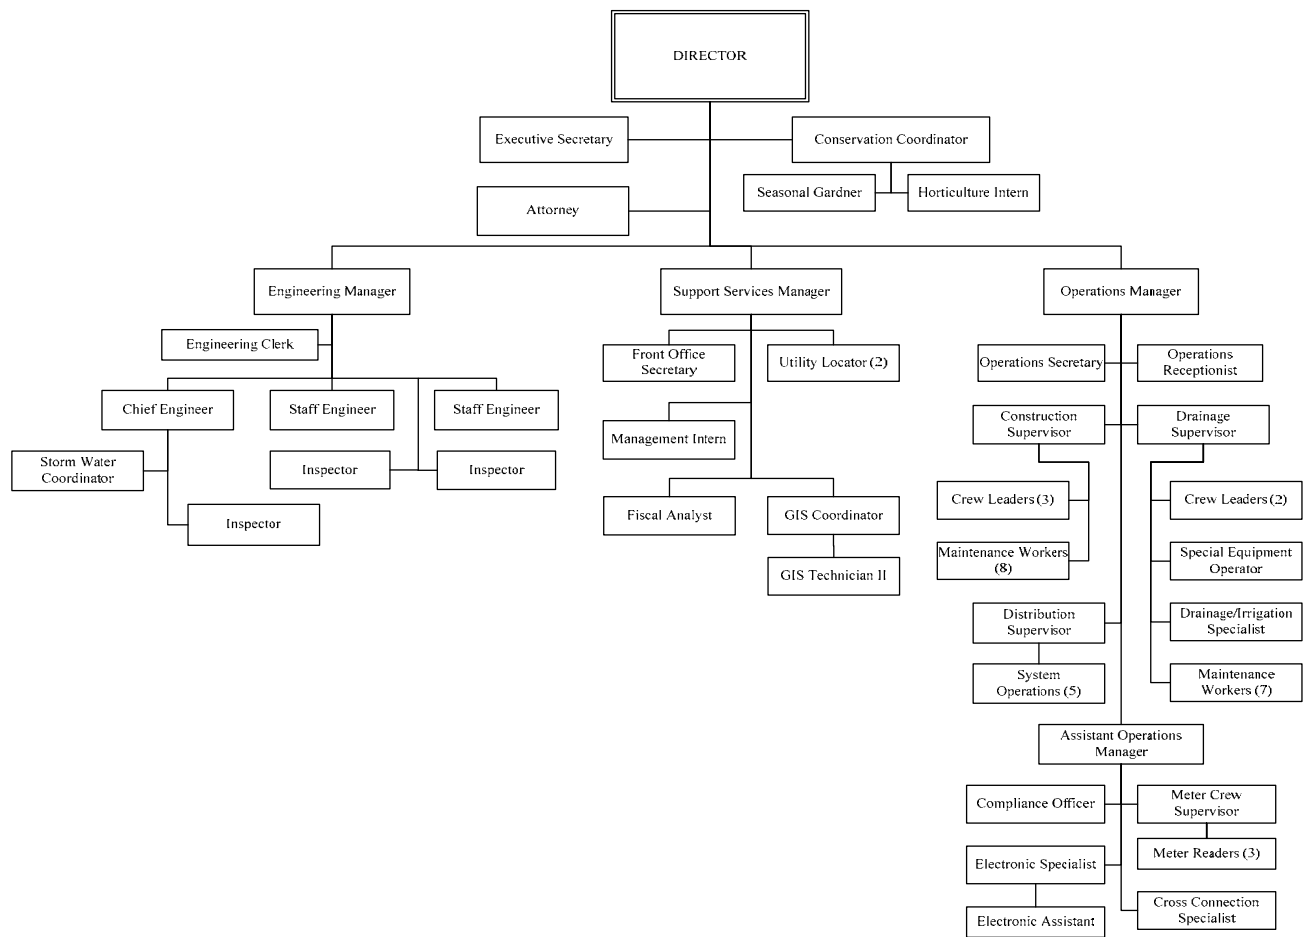 DIRECTOR
Executive Secretary
Conservation Coordinator
Seasonal Gardner
Horticulture Intern
Attorney
Engineering Manager
Support Services Manager
Operations Manager
Engineering Clerk
Chief Engineer
Staff Engineer
Staff Engineer
Storm Water
Coordinator
Inspector
Inspector
Inspector
Front Office
Secretary
Utility Locator (2)
Management Intern
Fiscal Analyst
GIS Coordinator
GIS Technician II
Operations Secretary
Operations
Receptionist
Construction
Supervisor
Drainage
Supervisor
Crew Leaders (3)
Maintenance Workers
(8)
Crew Leaders (2)
Special Equipment
Operator
Drainage/Irrigation
Specialist
Maintenance
Workers (7)
Distribution
Supervisor
System
Operations (5)
Assistant Operations
Manager
Compliance Officer
Meter Crew
Supervisor
Meter Readers (3)
Electronic Specialist
Electronic Assistant
Cross Connection
Specialist